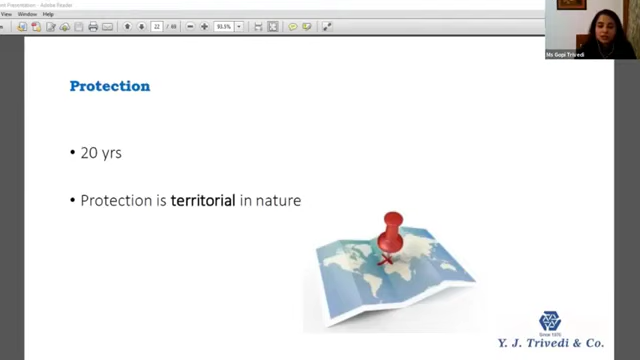 View Window Help
22 / 69
93.5%
Ms Gopi Trivedi
Protection
• 20 yrs
• Protection is territorial in nature
Since 1970
Y. J. Trivedi & Co.